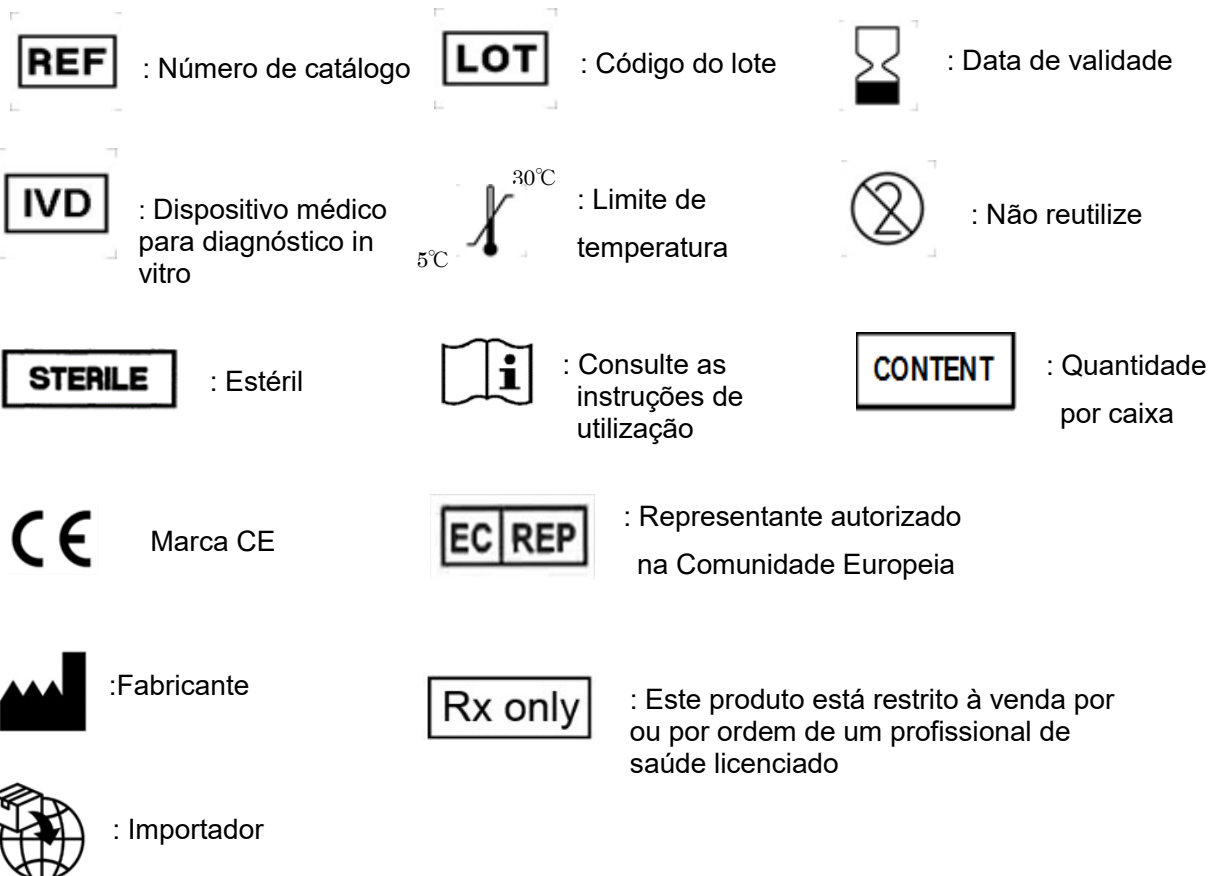 REF : Número de catálogo LOT : Código do lote : Data de validade
IVD : Dispositivo médico
para diagnóstico in
vitro
30℃
5℃
: Limite de
temperatura
2 : Não reutilize
STERILE : Estéril
i : Consulte as
instruções de
utilização
CONTENT : Quantidade
por caixa
CE Marca CE
EC REP : Representante autorizado
na Comunidade Europeia
:Fabricante
Rx only : Este produto está restrito à venda por
ou por ordem de um profissional de
saúde licenciado
: Importador